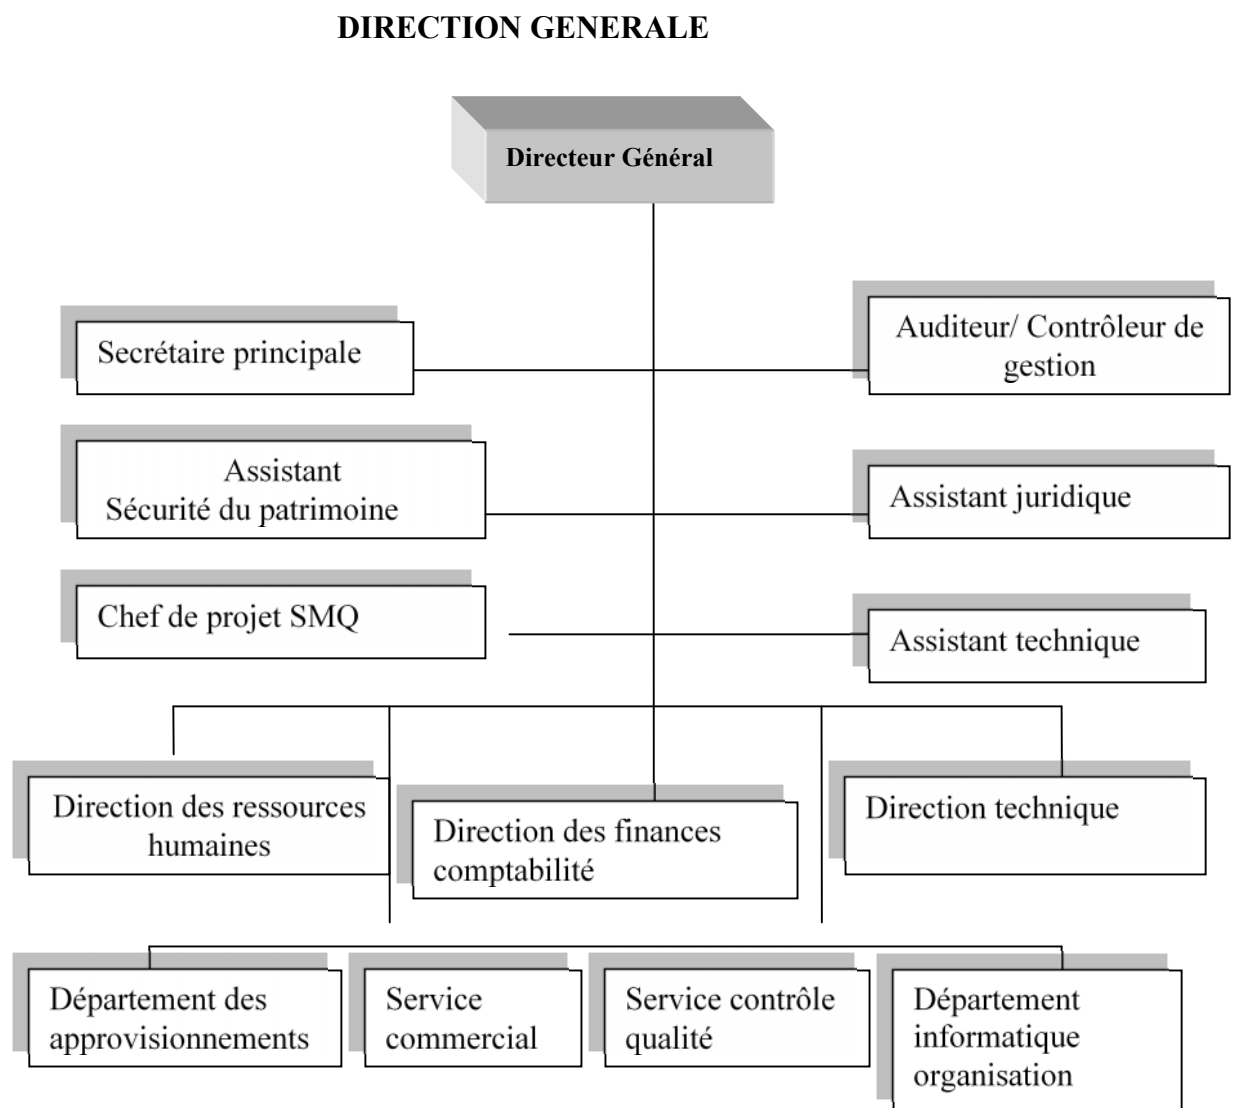 DIRECTION GENERALE
Directeur Général
Secrétaire principale
Auditeur/ Contrôleur de
gestion
Assistant
Sécurité du patrimoine
Assistant juridique
Chef de projet SMQ
Assistant technique
Direction des ressources
humaines
Direction des finances
comptabilité
Direction technique
Département des
approvisionnements
Service
commercial
Service contrôle
qualité
Département
informatique
organisation